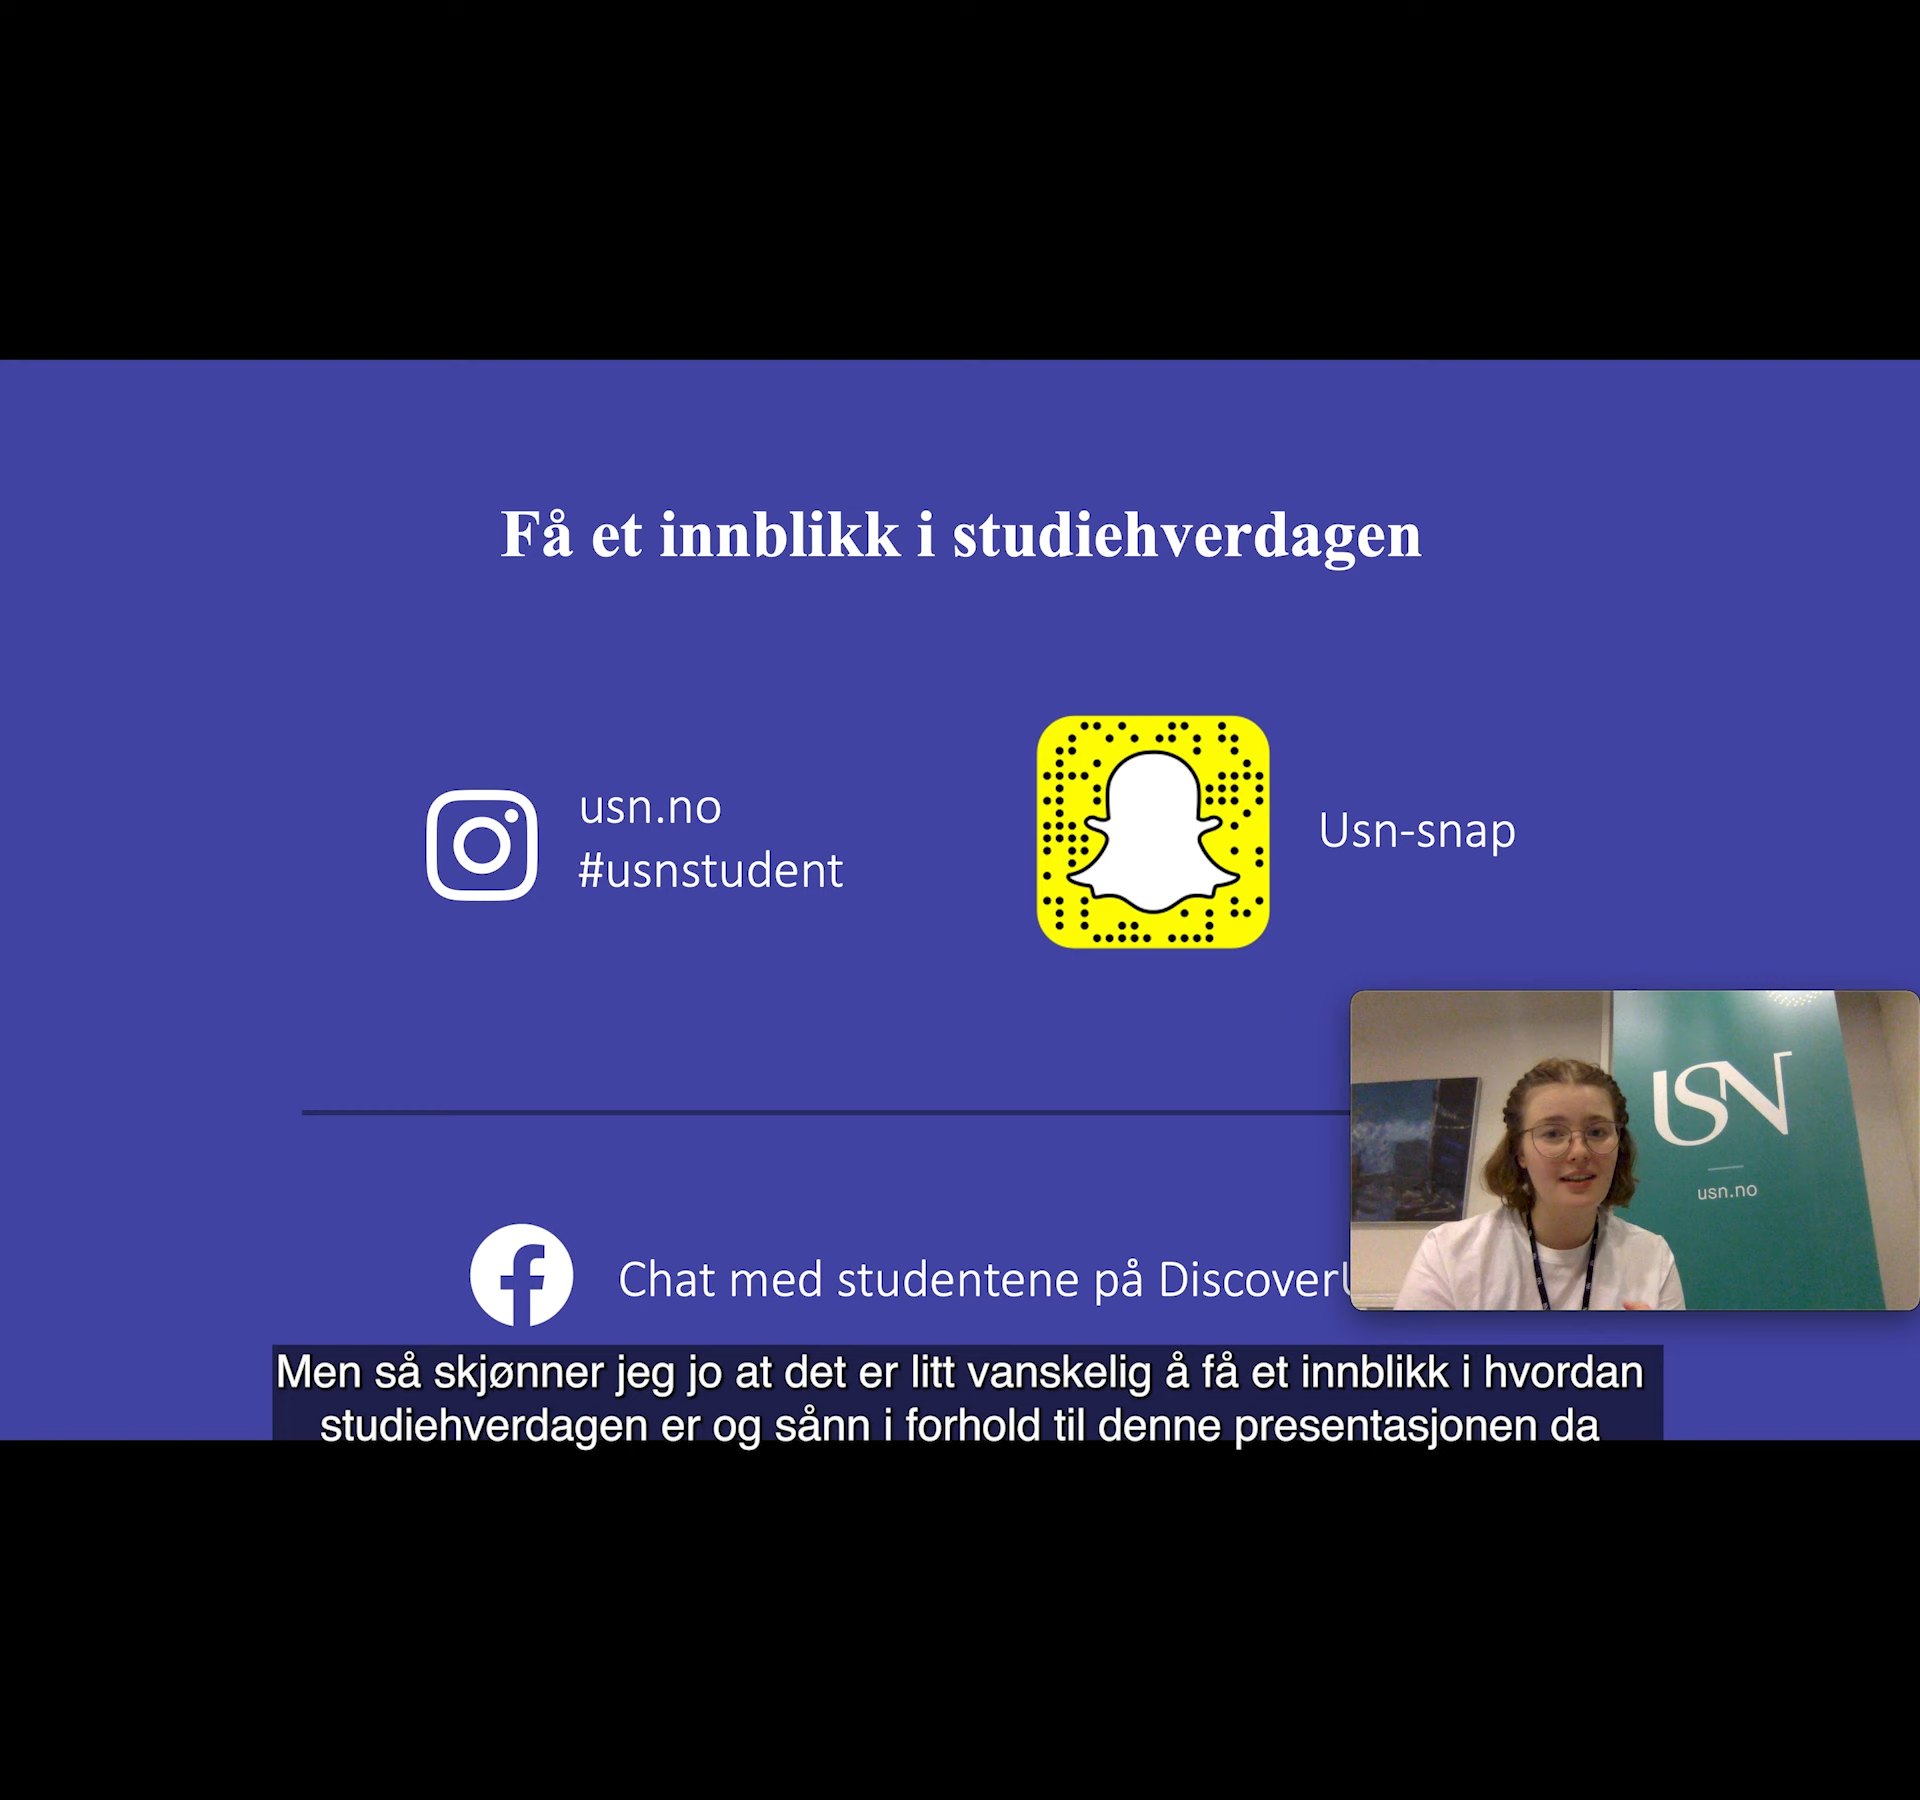 Få et innblikk i studiehverdagen
usn.no
#usnstudent
Usn-snap
USN
usn.no
Chat med studentene på Discover
Men så skjønner jeg jo at det er litt vanskelig å få et innblikk i hvordan
studiehverdagen er og sånn i forhold til denne presentasjonen da